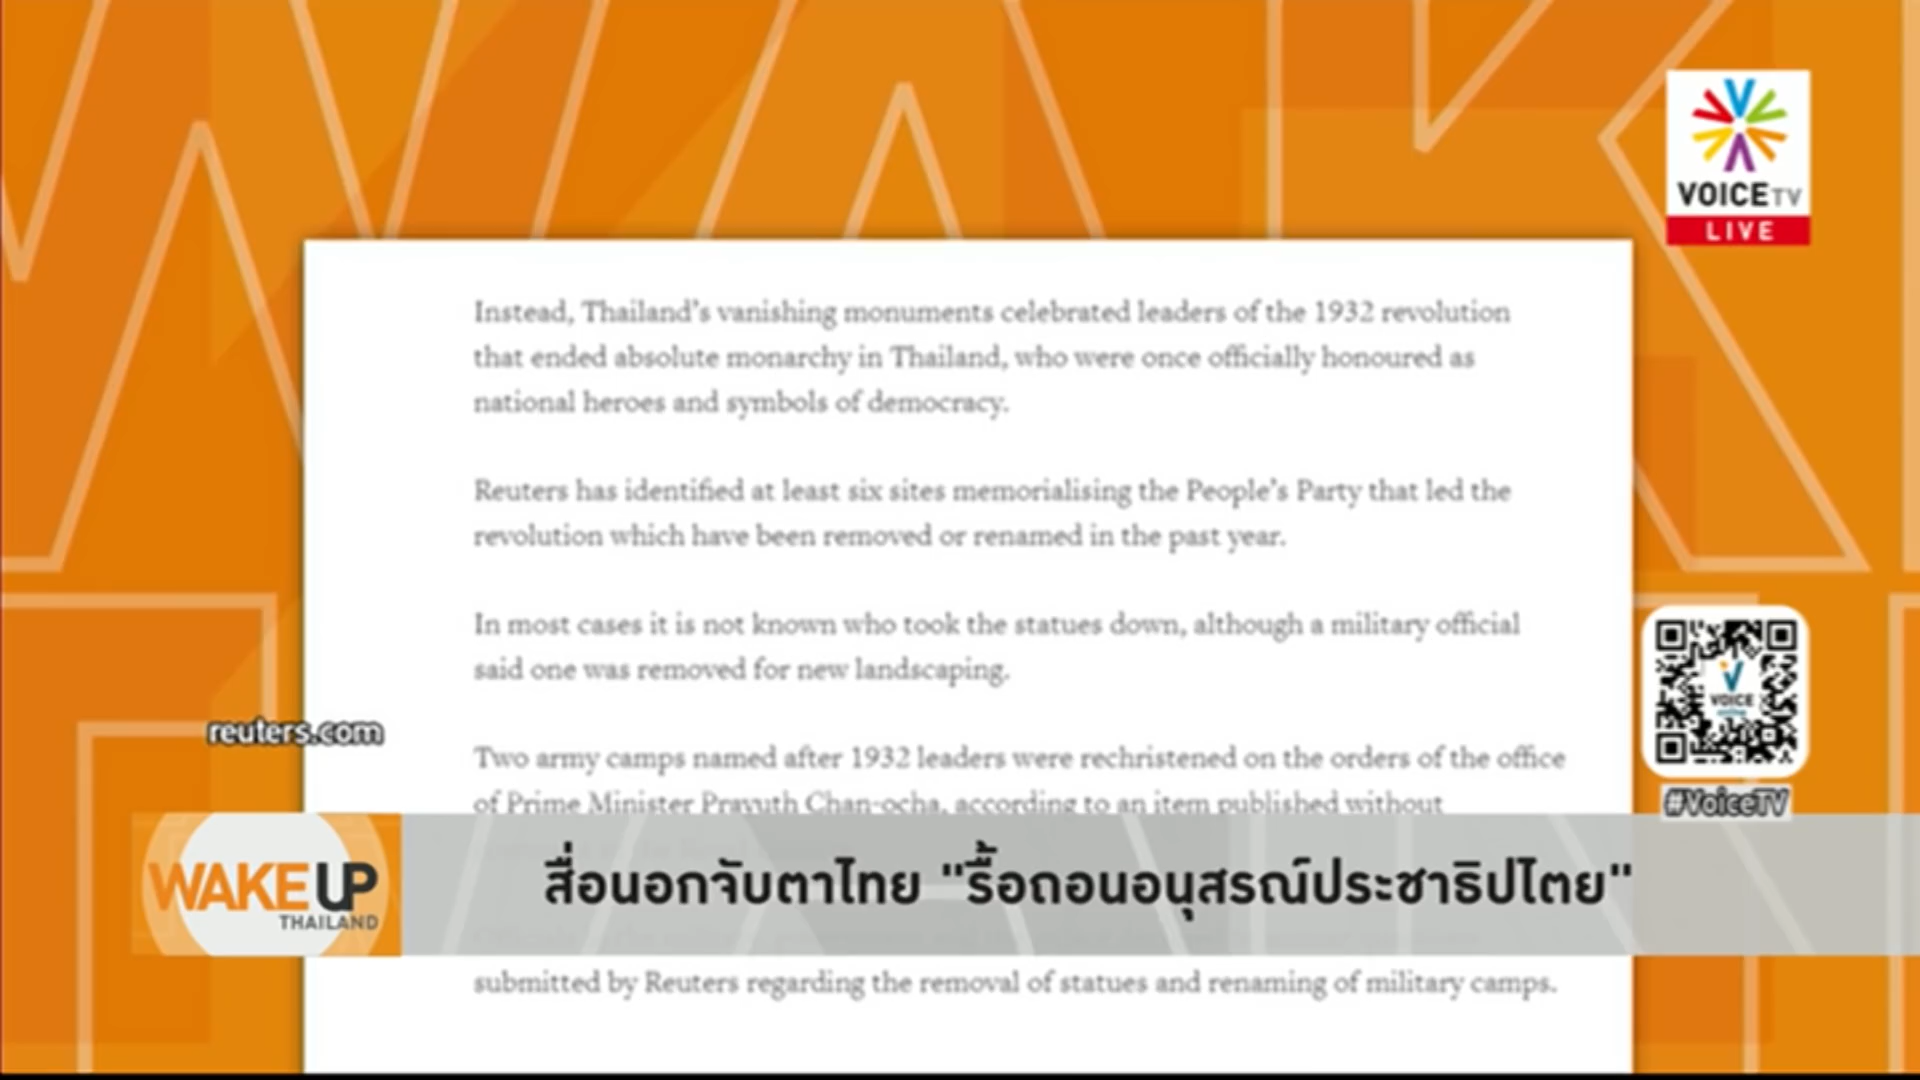 VOICE TV
LIVE
Instead, Thailand's vanishing monuments celebrated leaders of the 1932 revolution
that ended absolute monarchy in Thailand, who were once officially honoured as
national heroes and symbols of democracy.
Reuters has identified at least six sites memorialising the People's Party that led the
revolution which have been removed or renamed in the past year.
In most cases it is not known who took the statues down, although a military official
said one was removed for new landscaping.
reuters.com
VOICE
Two army camps named after 1932 leaders were rechristened on the orders of the office
of Prime Minister Prayuth Chan-ocha, according to an item published without
#VoiceTV
WAKE UP
THAILAND
สื่อนอกจับตาไทย "รื้อถอนอนุสรณ์ประชาธิปไตย"
submitted by Reuters regarding the removal of statues and renaming of military camps.